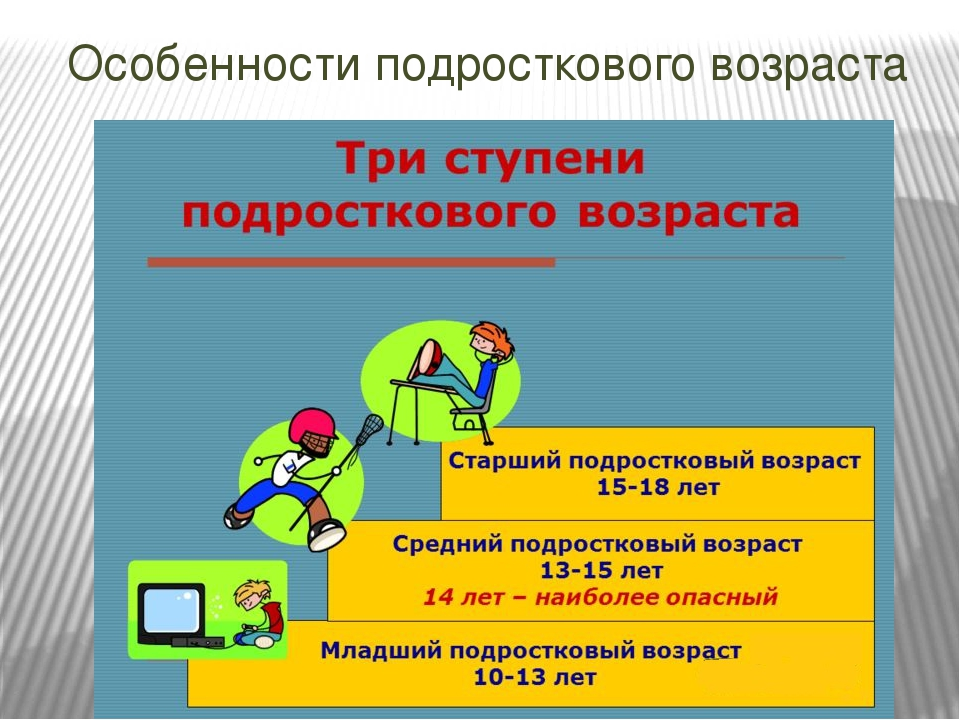 Особенности подросткового возраста
Три ступени
подросткового возраста
Старший подростковый возраст
15-18 лет
Средний подростковый возраст
13-15 лет
14 лет – наиболее опасный
Младший подростковый возраст
10-13 лет